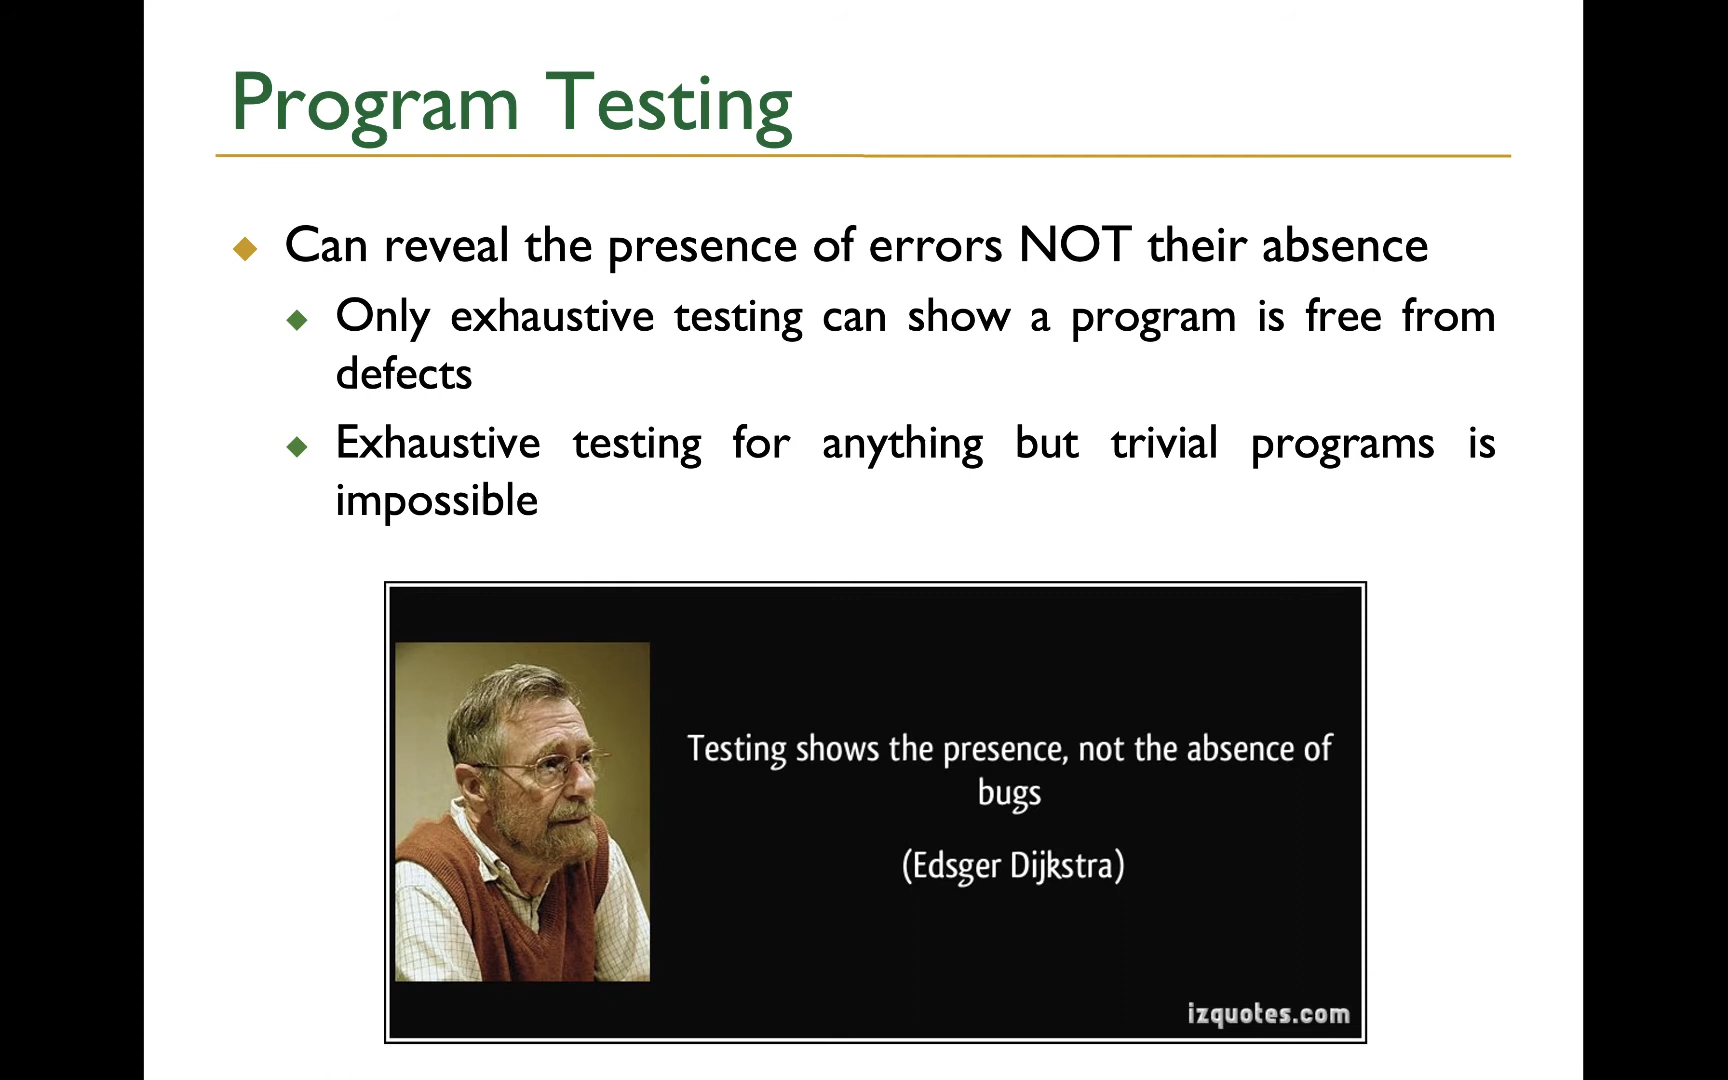 Program Testing
Can reveal the presence of errors NOT their absence
Only exhaustive testing can show a program is free from
defects
Exhaustive testing for anything but trivial programs is
impossible
Testing shows the presence, not the absence of
bugs
(Edsger Dijkstra)
izquotes.com